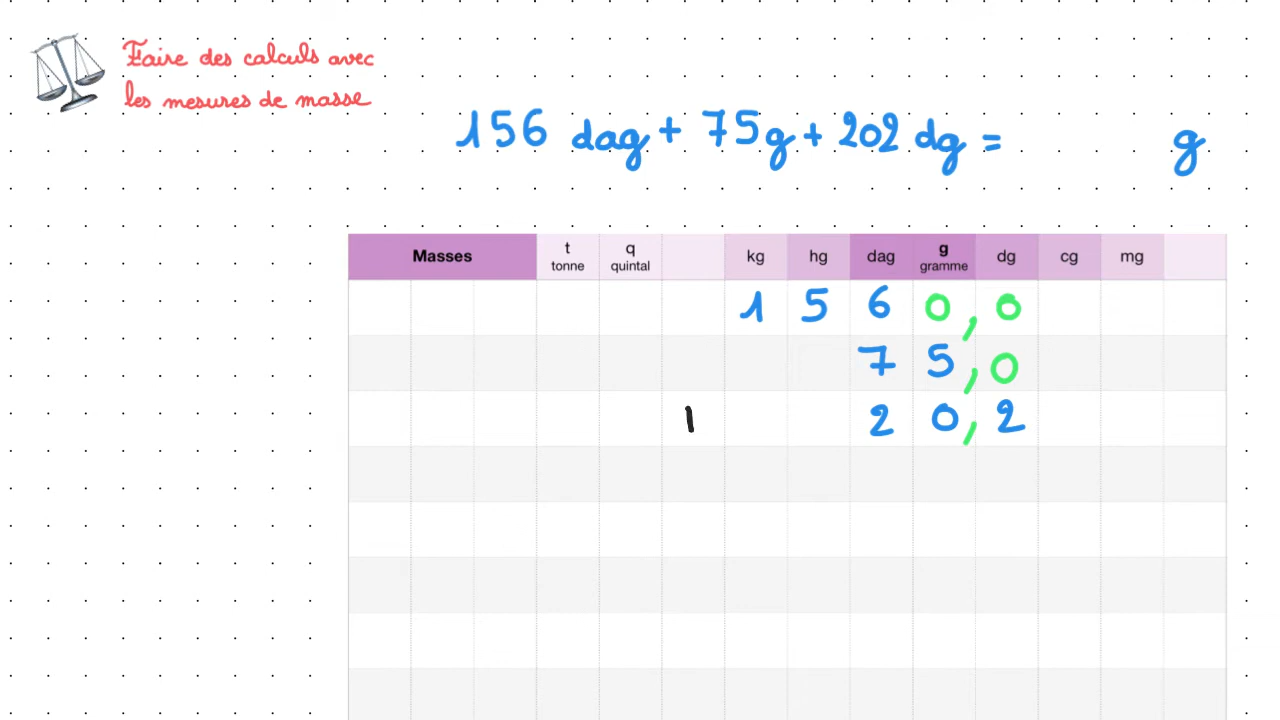 Faire des calculs avec
les mesures de masse
156 dag + 75g + 202 dg = g
Masses t q kg hg dag g dg cg mg
tonne quintal gramme
1 5 6 0, 0
7 5, 0
1 2 0, 2